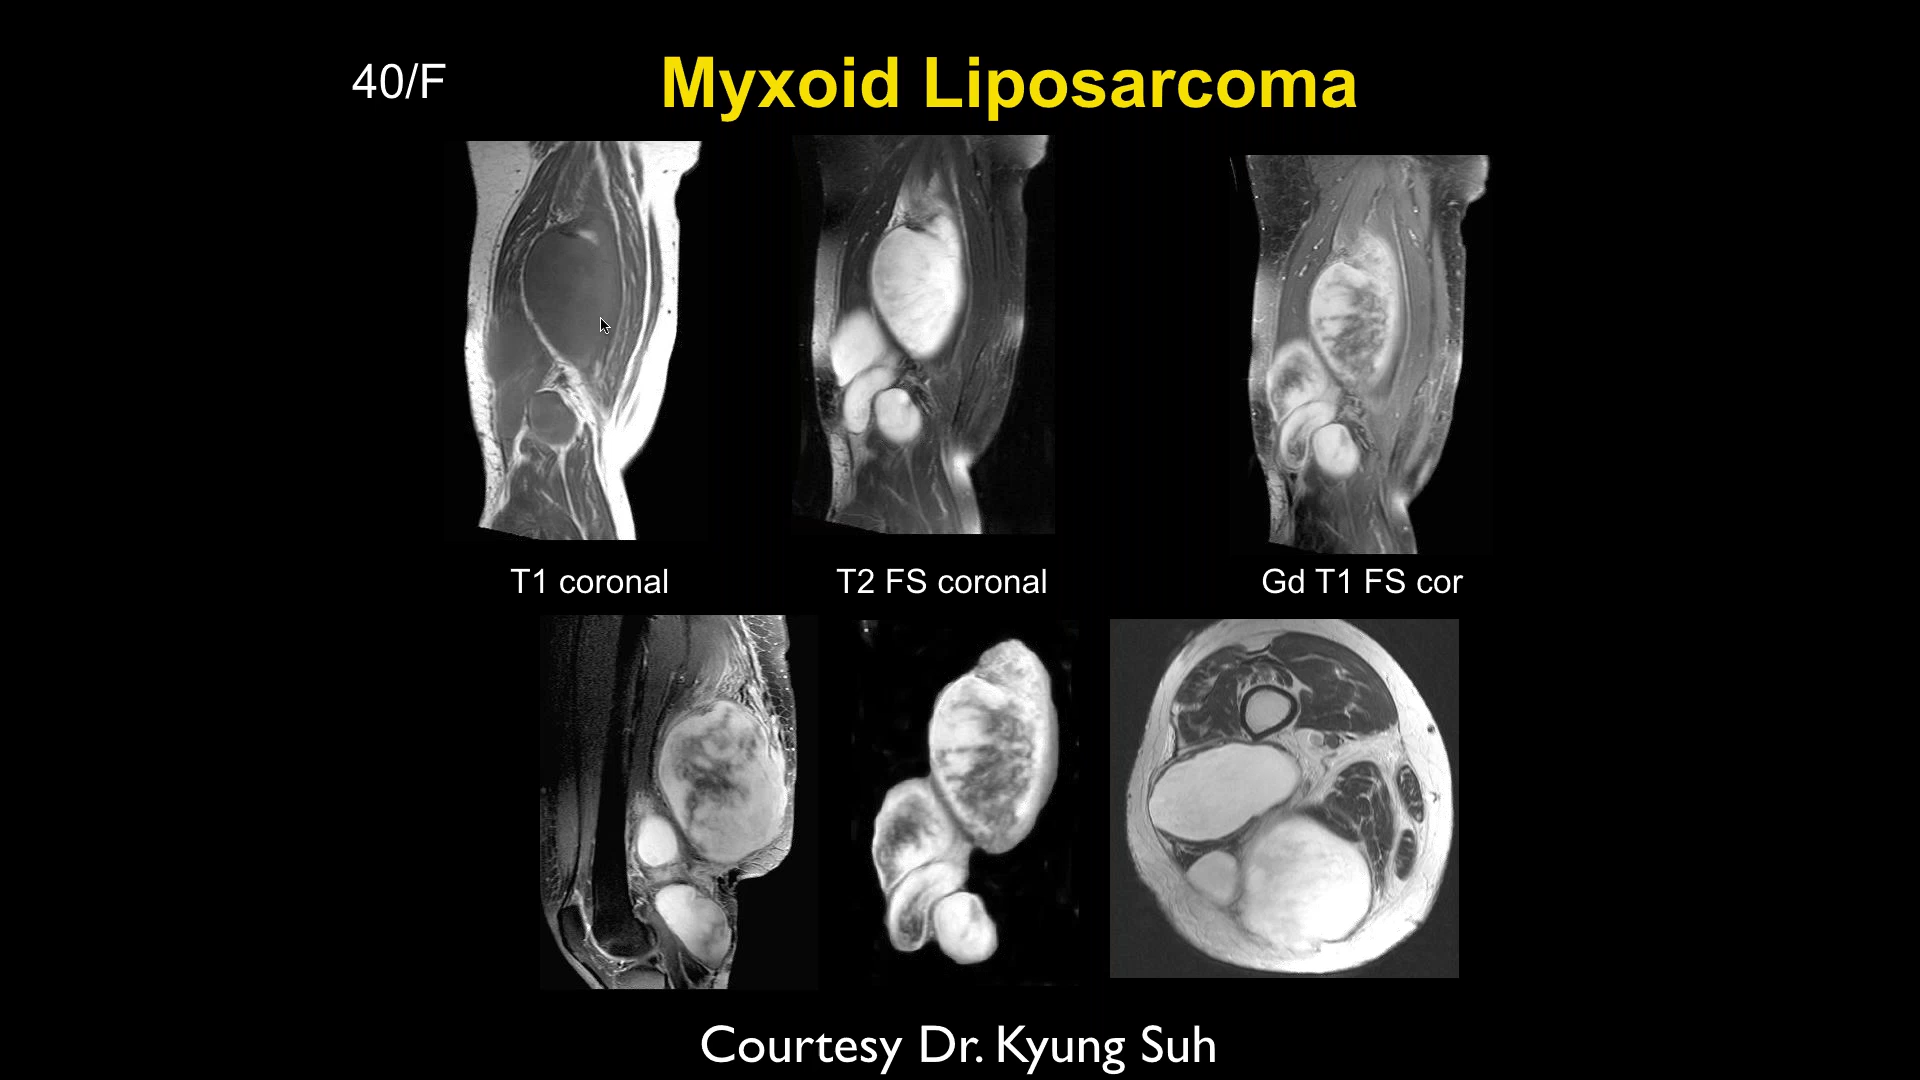 40/F
Myxoid Liposarcoma
T1 coronal
T2 FS coronal
Gd T1 FS cor
Courtesy Dr. Kyung Suh